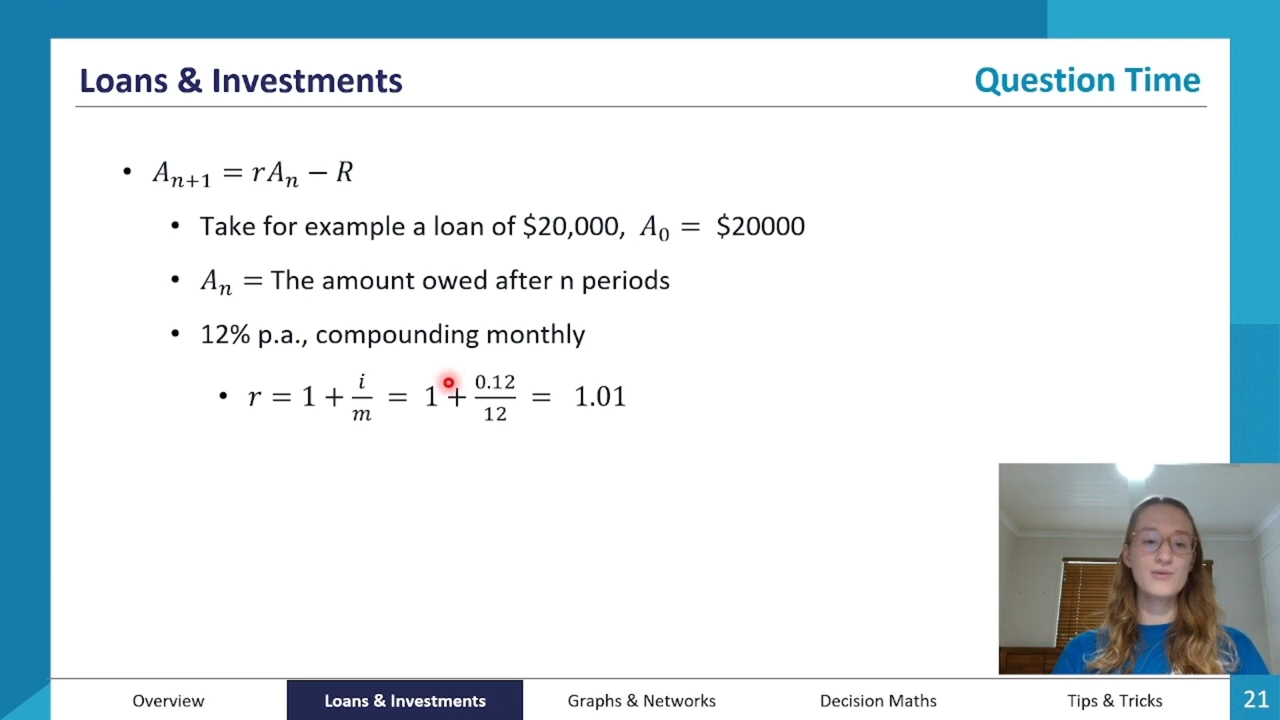 Loans & Investments
Question Time
• A_{n+1} = rA_n − R
• Take for example a loan of $20,000, A_0 = $20000
• A_n = The amount owed after n periods
• 12% p.a., compounding monthly
• r = 1 + \frac{i}{m} = 1 + \frac{0.12}{12} = 1.01
Overview
Loans & Investments
Graphs & Networks
Decision Maths
Tips & Tricks
21